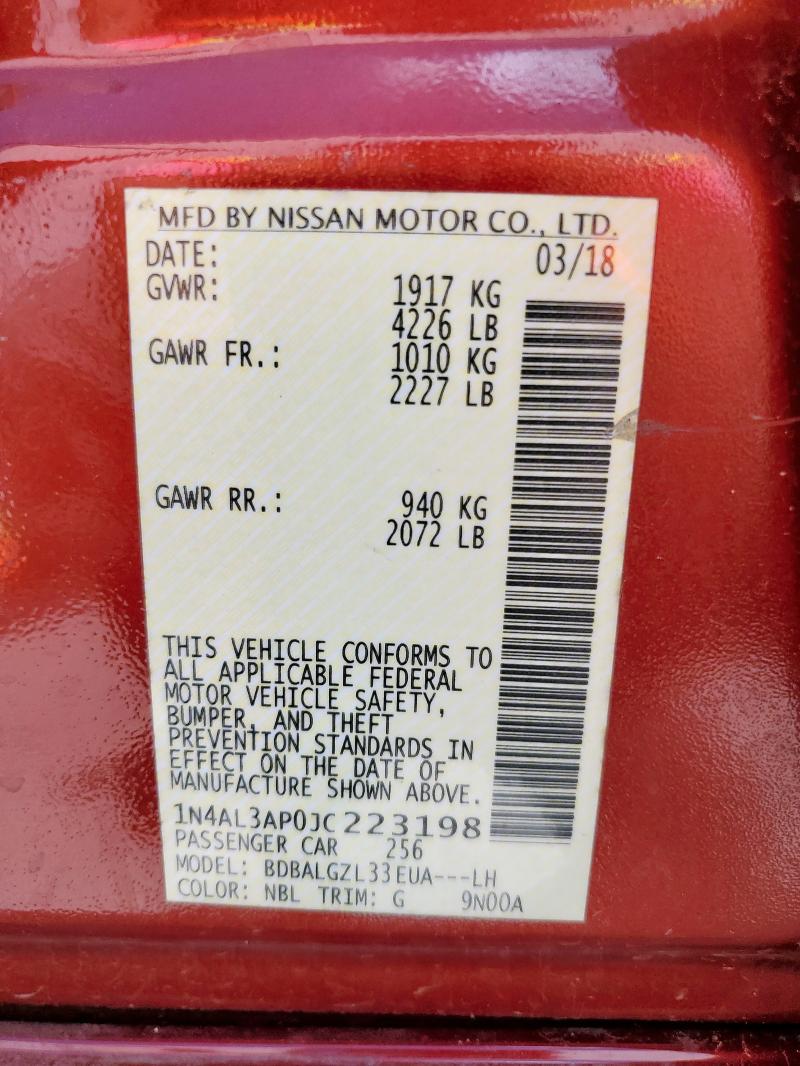 MFD BY NISSAN MOTOR CO., LTD.
DATE: 03/18
GVWR: 1917 KG
4226 LB
GAWR FR.: 1010 KG
2227 LB
GAWR RR.: 940 KG
2072 LB
THIS VEHICLE CONFORMS TO
ALL APPLICABLE FEDERAL
MOTOR VEHICLE SAFETY,
BUMPER, AND THEFT
PREVENTION STANDARDS IN
EFFECT ON THE DATE OF
MANUFACTURE SHOWN ABOVE.
1N4AL3AP0JC223198
PASSENGER CAR 256
MODEL: BDBALGZL33EUA---LH
COLOR: NBL TRIM: G 9N00A